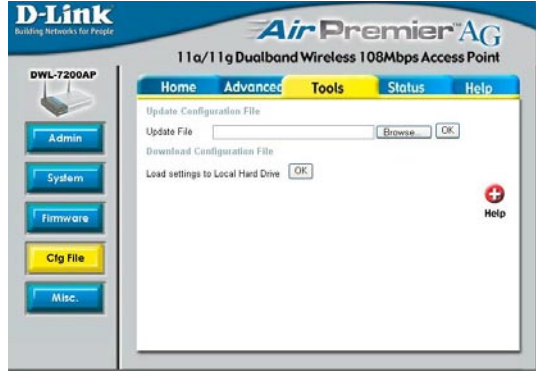 D-Link
Building Networks for People
Air Premier™AG
11a/11g Dualband Wireless 108Mbps Access Point
DWL-7200AP
Home Advanced Tools Status Help
Update Configuration File
Update File Browse... OK
Admin
Download Configuration File
Load settings to Local Hard Drive OK
System
Help
Firmware
Cfg File
Misc.